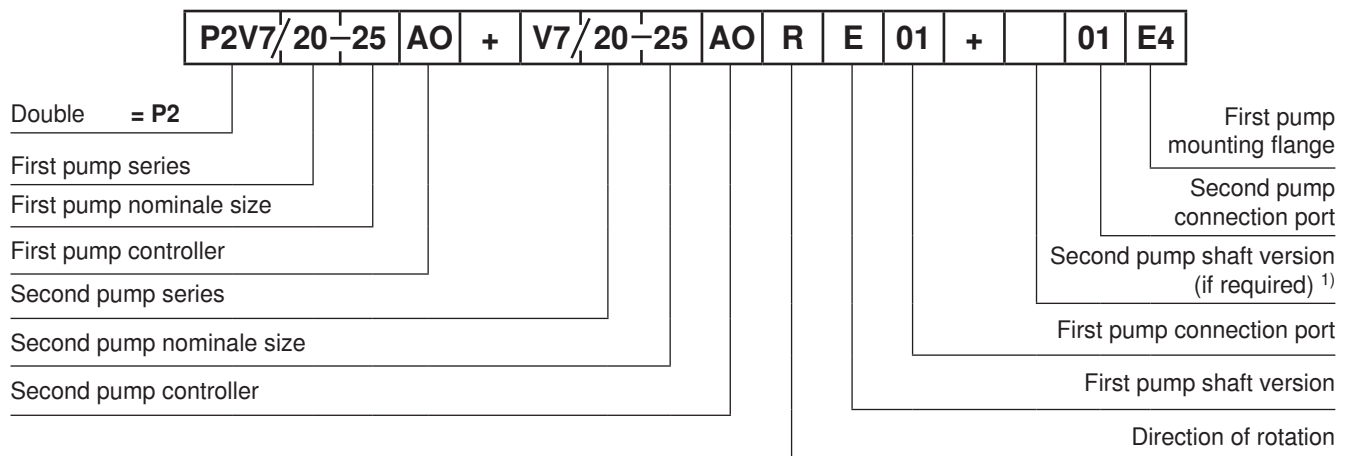 P2V7/20-25 AO + V7/20-25 AO R E 01 + 01 E4
Double = P2
First pump series
First pump nominale size
First pump controller
Second pump series
Second pump nominale size
Second pump controller
First pump
mounting flange
Second pump
connection port
Second pump shaft version
(if required) 1)
First pump connection port
First pump shaft version
Direction of rotation